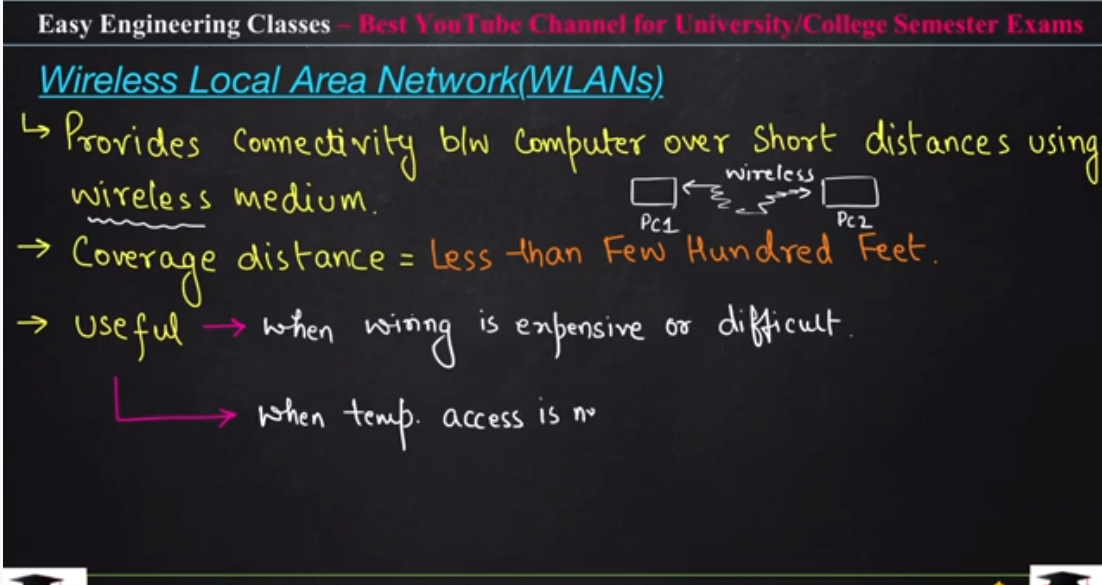 Easy Engineering Classes – Best YouTube Channel for University/College Semester Exams
Wireless Local Area Network(WLANs)
↳ Provides Connectivity b/w Computer over Short distances using
wireless medium.
wireless
PC1
PC2
→ Coverage distance = Less than Few Hundred Feet.
→ Useful → when wiring is expensive or difficult.
→ when temp. access is